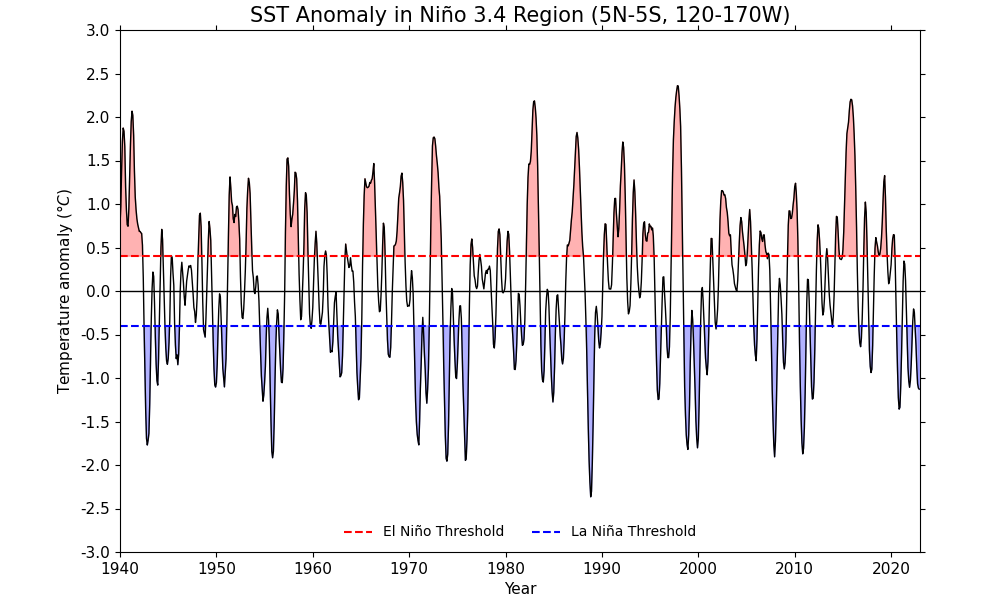 SST Anomaly in Niño 3.4 Region (5N-5S, 120-170W)
3.0
2.5
2.0
1.5
1.0
0.5
0.0
-0.5
-1.0
-1.5
-2.0
-2.5
-3.0
Temperature anomaly (°C)
El Niño Threshold
La Niña Threshold
1940 1950 1960 1970 1980 1990 2000 2010 2020
Year